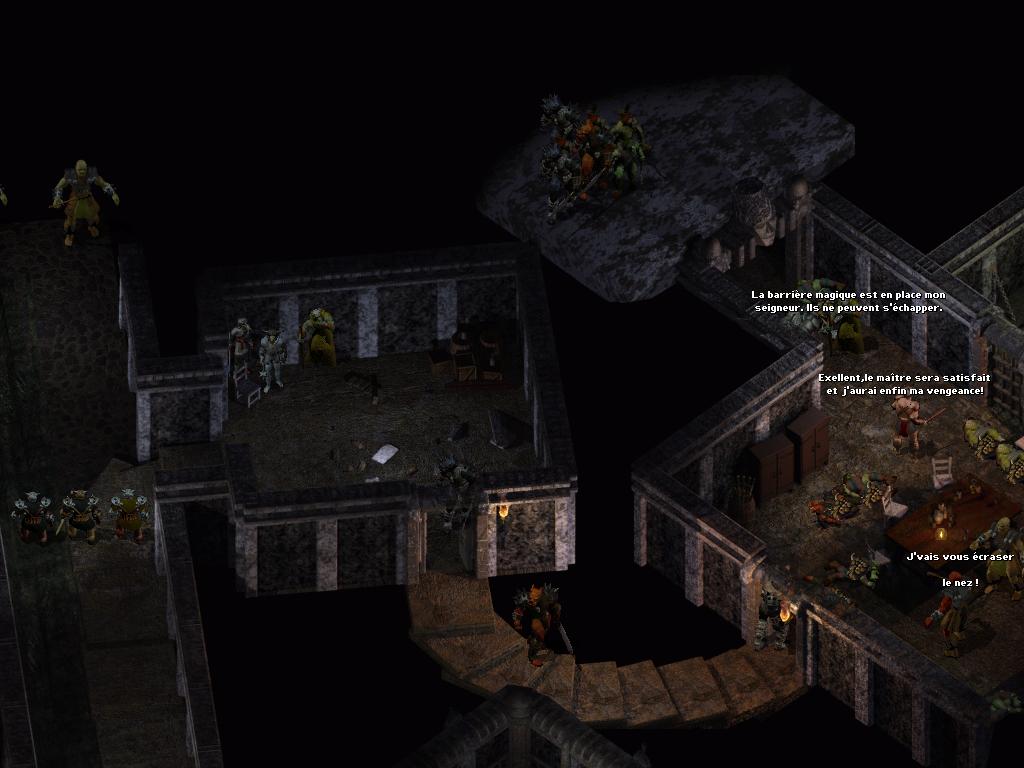 La barrière magique est en place mon
seigneur. Ils ne peuvent s'échapper.
Exellent,le maître sera satisfait
et j'aurai enfin ma vengeance!
J'vais vous écraser
le nez !